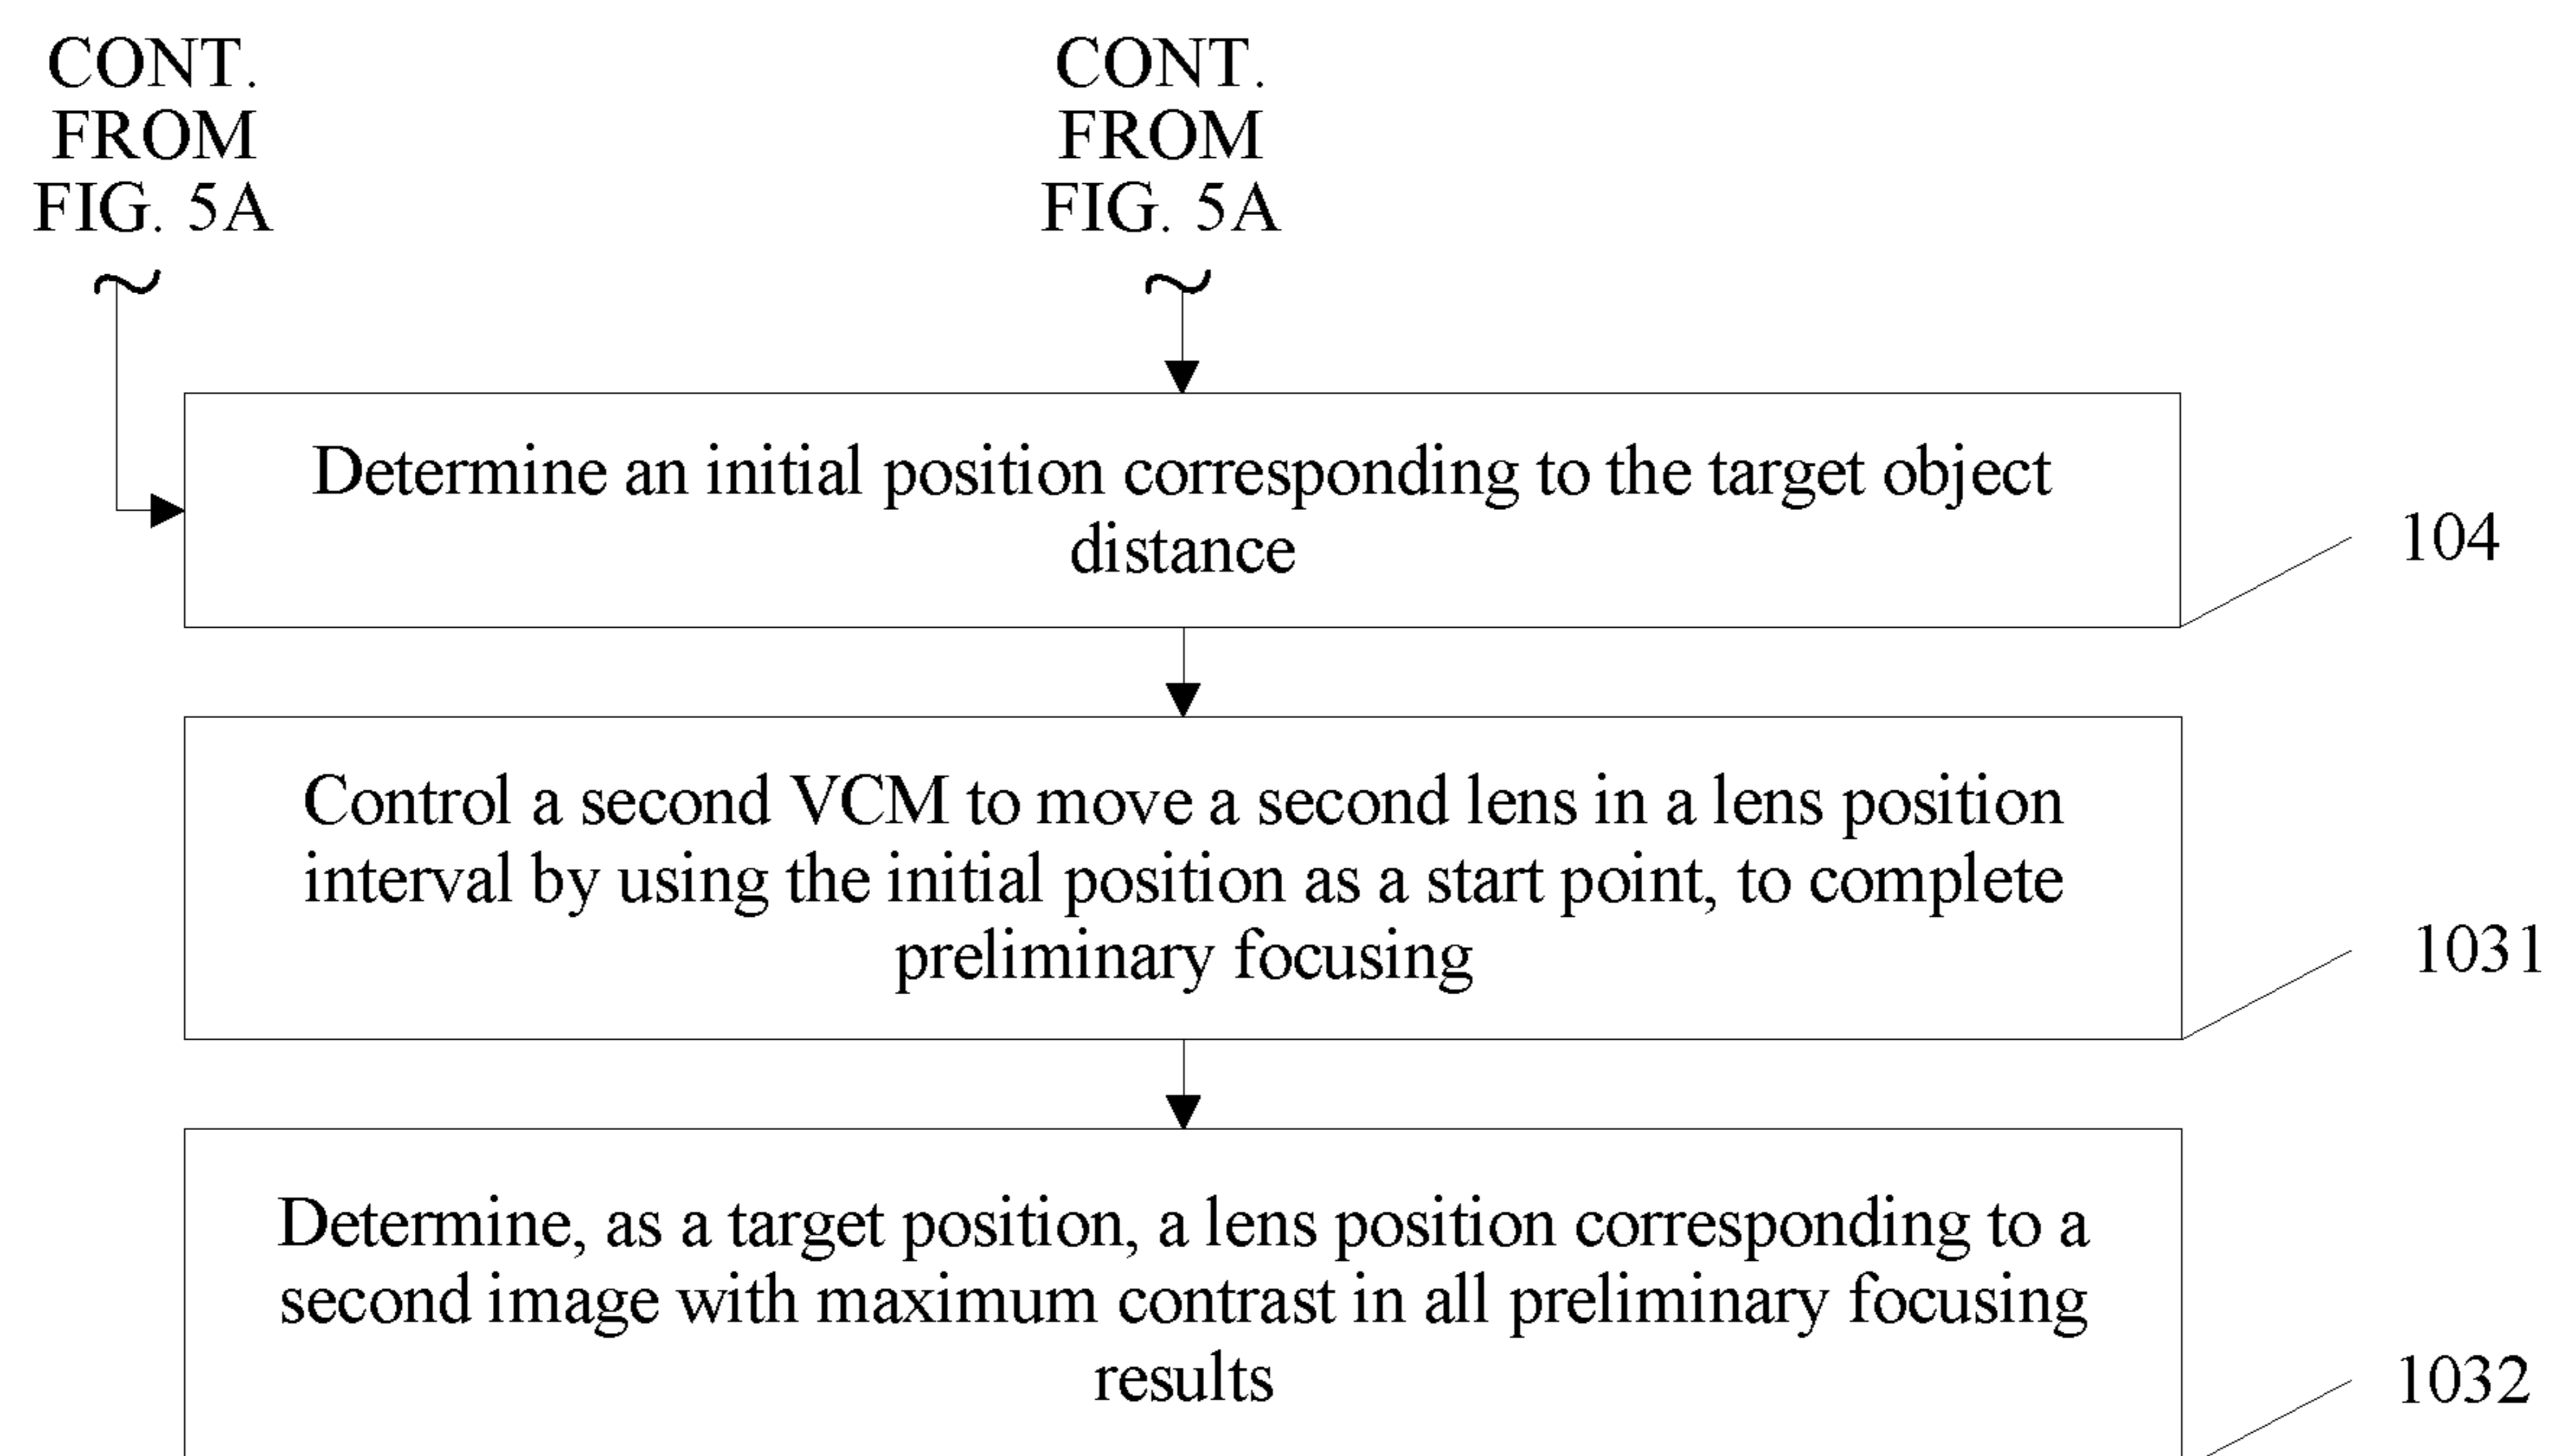 CONT.
FROM
FIG. 5A
CONT.
FROM
FIG. 5A
Determine an initial position corresponding to the target object
distance
104
Control a second VCM to move a second lens in a lens position
interval by using the initial position as a start point, to complete
preliminary focusing
1031
Determine, as a target position, a lens position corresponding to a
second image with maximum contrast in all preliminary focusing
results
1032